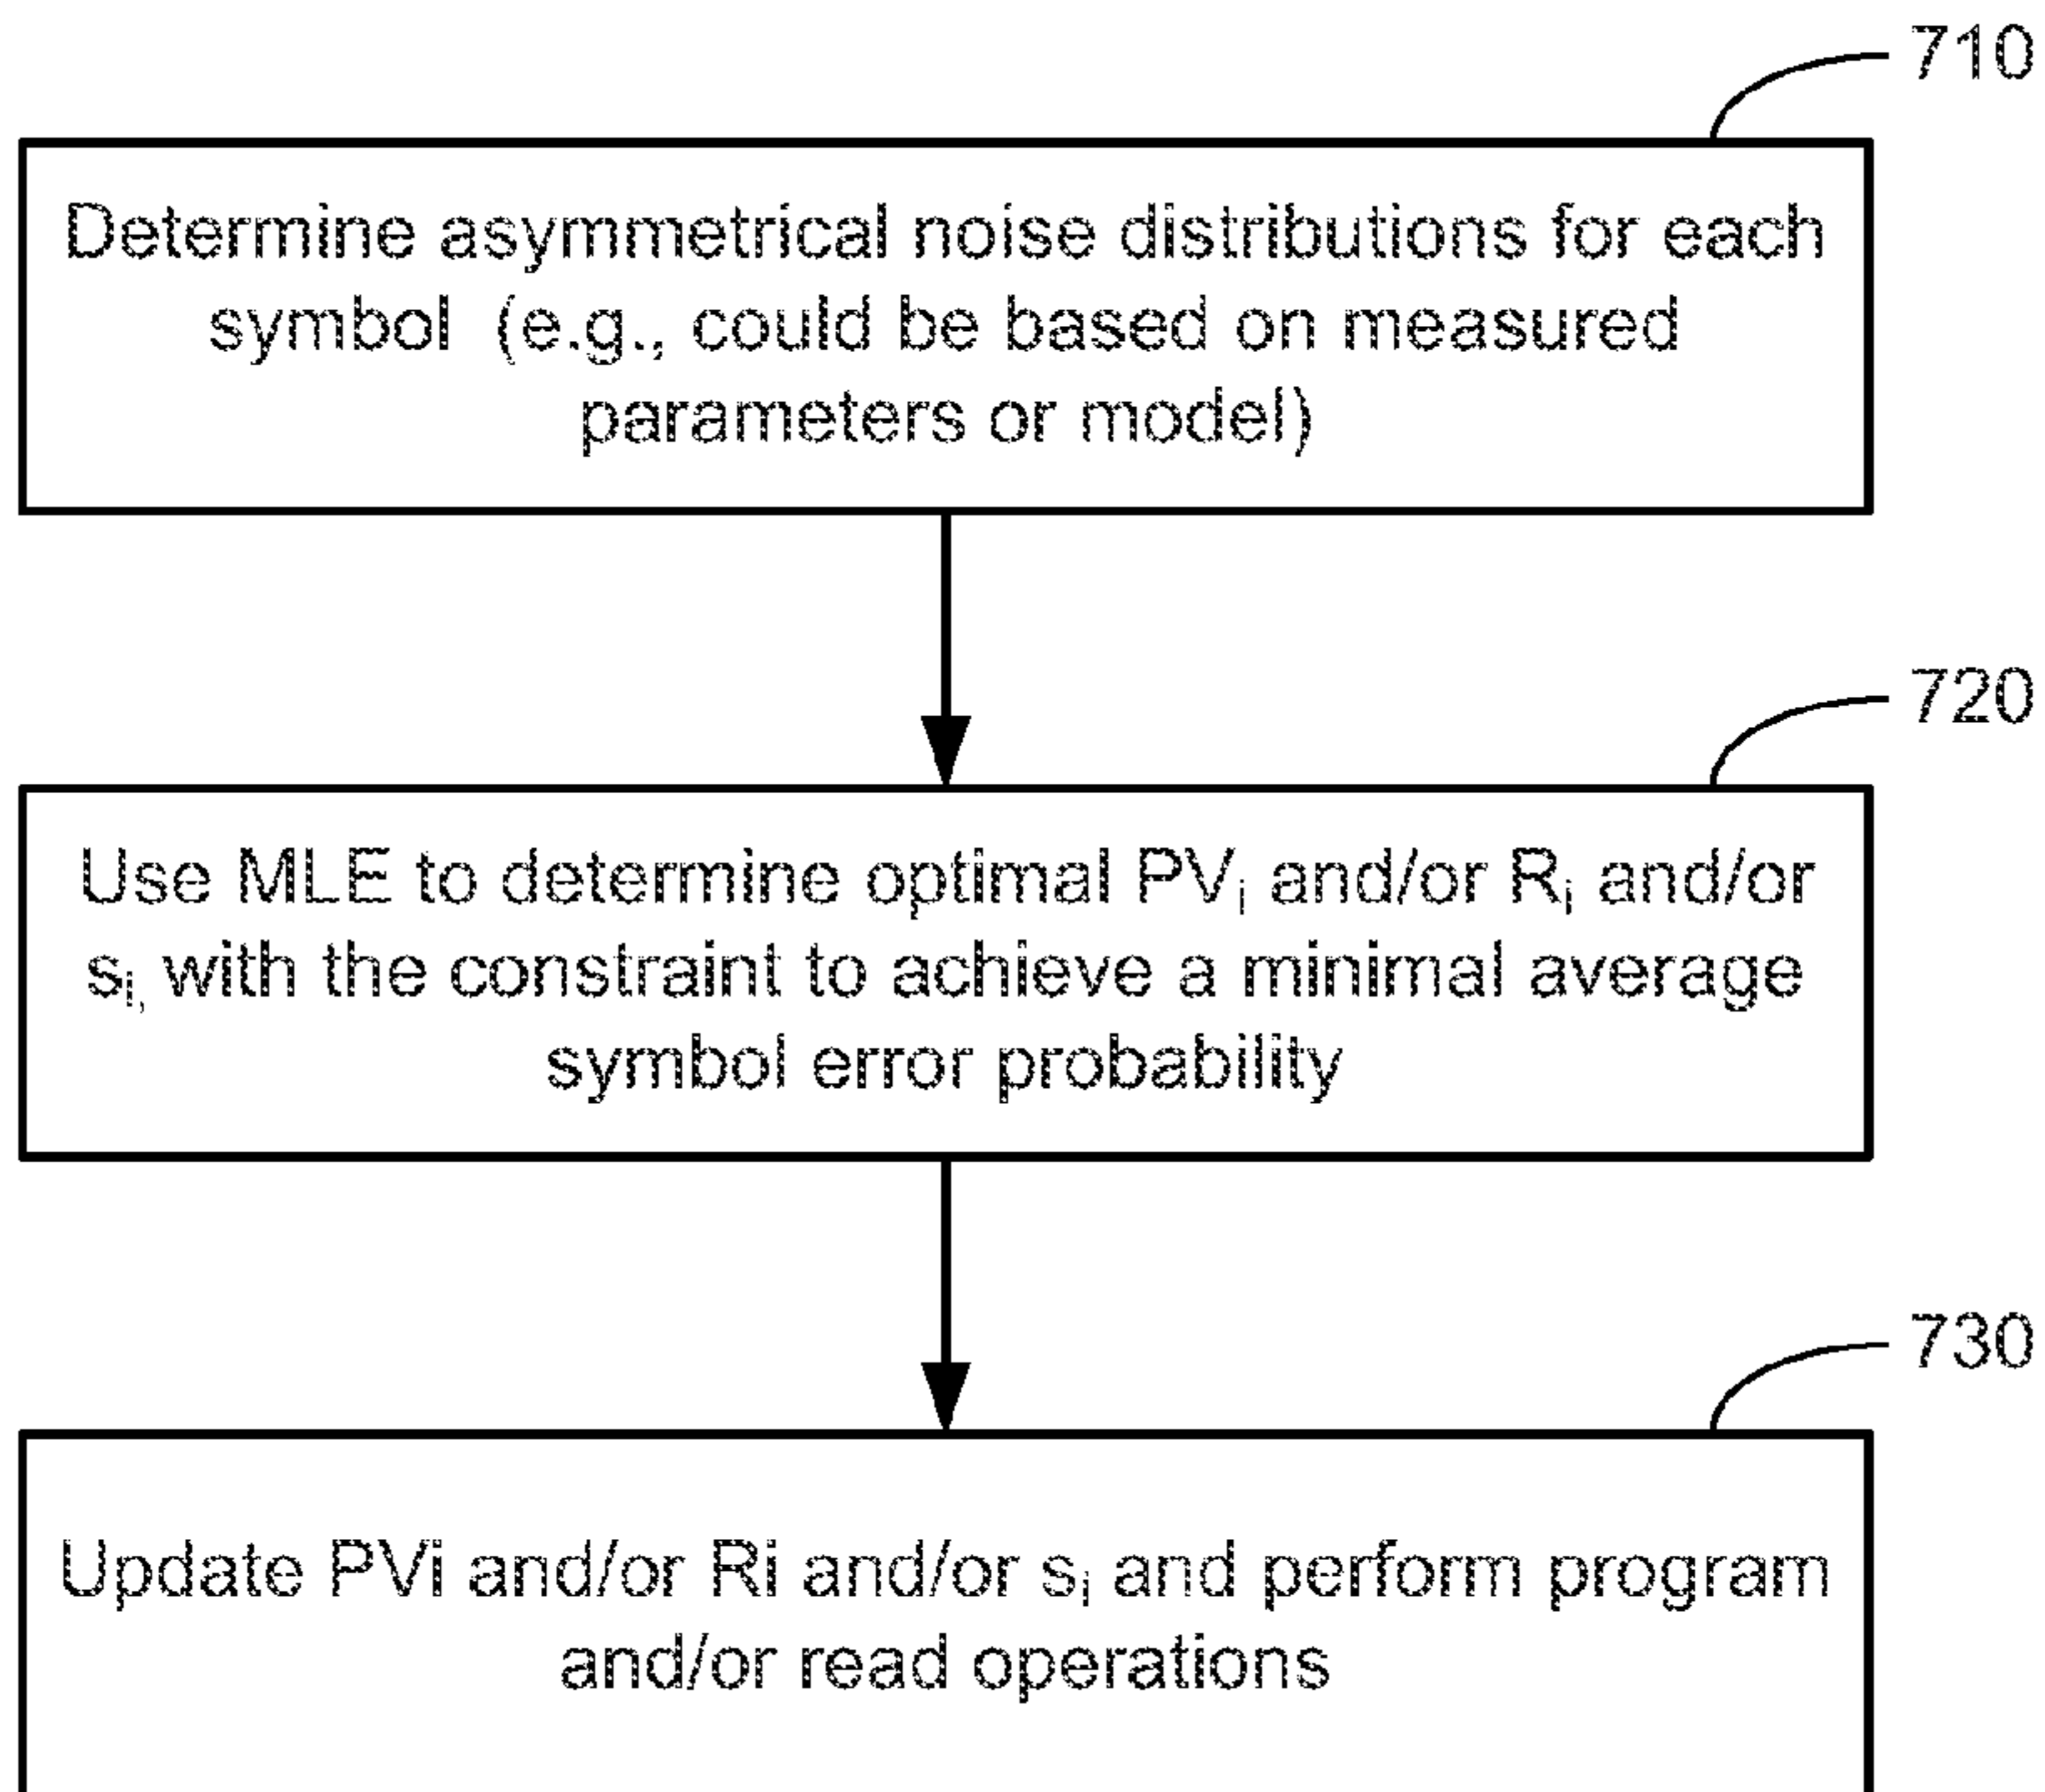 710
Determine asymmetrical noise distributions for each
symbol (e.g., could be based on measured
parameters or model)
720
Use MLE to determine optimal PVᵢ and/or Rᵢ and/or
sᵢ, with the constraint to achieve a minimal average
symbol error probability
730
Update PVi and/or Ri and/or sᵢ and perform program
and/or read operations